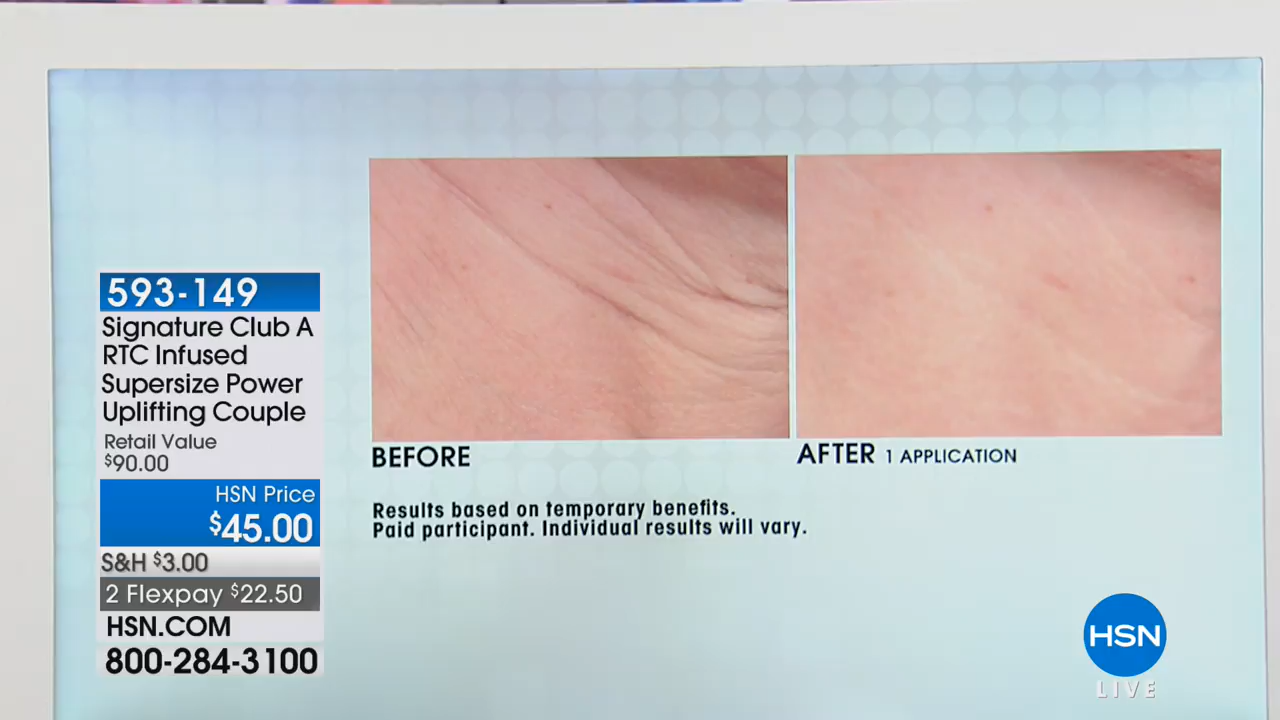 593-149
Signature Club A
RTC Infused
Supersize Power
Uplifting Couple
Retail Value
$90.00
HSN Price
$45.00
S&H $3.00
2 Flexpay $22.50
HSN.COM
800-284-3100
BEFORE
AFTER 1 APPLICATION
Results based on temporary benefits.
Paid participant. Individual results will vary.
HSN
LIVE